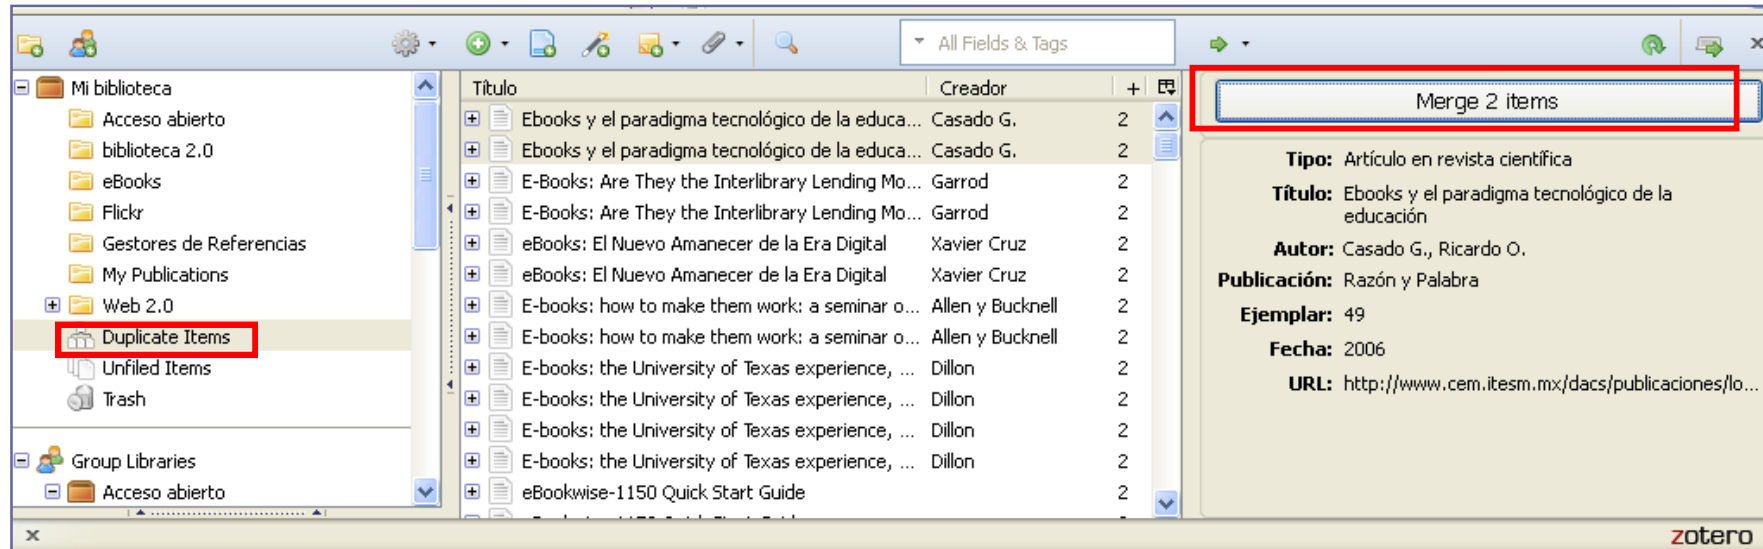 All Fields & Tags
Mi biblioteca
Acceso abierto
biblioteca 2.0
eBooks
Flickr
Gestores de Referencias
My Publications
Web 2.0
Duplicate Items
Unfiled Items
Trash
Group Libraries
Acceso abierto
Título Creador +
Ebooks y el paradigma tecnológico de la educa... Casado G. 2
Ebooks y el paradigma tecnológico de la educa... Casado G. 2
E-Books: Are They the Interlibrary Lending Mo... Garrod 2
E-Books: Are They the Interlibrary Lending Mo... Garrod 2
eBooks: El Nuevo Amanecer de la Era Digital Xavier Cruz 2
eBooks: El Nuevo Amanecer de la Era Digital Xavier Cruz 2
E-books: how to make them work: a seminar o... Allen y Bucknell 2
E-books: how to make them work: a seminar o... Allen y Bucknell 2
E-books: the University of Texas experience, ... Dillon 2
E-books: the University of Texas experience, ... Dillon 2
E-books: the University of Texas experience, ... Dillon 2
E-books: the University of Texas experience, ... Dillon 2
eBookwise-1150 Quick Start Guide 2
Merge 2 items
Tipo: Artículo en revista científica
Título: Ebooks y el paradigma tecnológico de la
educación
Autor: Casado G., Ricardo O.
Publicación: Razón y Palabra
Ejemplar: 49
Fecha: 2006
URL: http://www.cem.itesm.mx/dacs/publicaciones/lo...
zotero